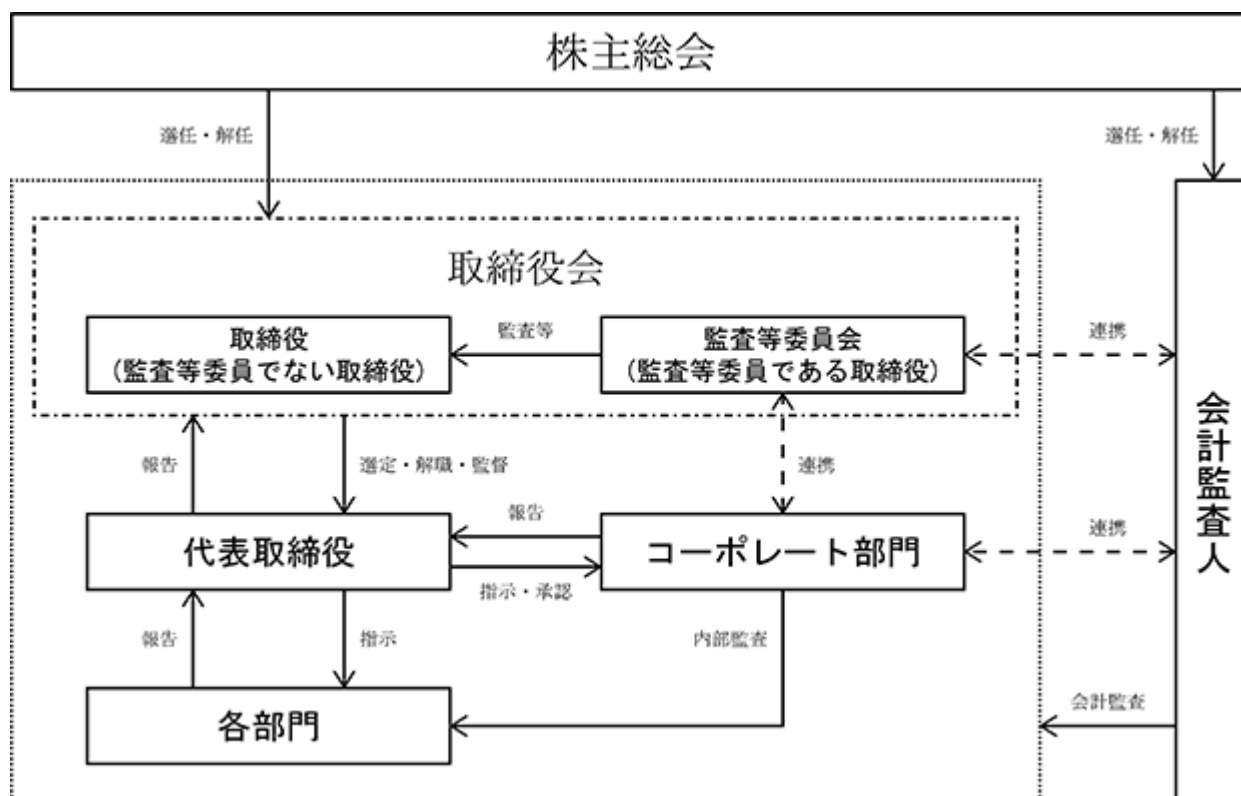 株主総会
選任・解任
選任・解任
取締役会
取締役
（監査等委員でない取締役）
監査等
監査等委員会
（監査等委員である取締役）
連携
報告
選定・解職・監督
連携
代表取締役
報告
指示・承認
コーポレート部門
連携
会計監査人
報告
指示
内部監査
各部門
会計監査